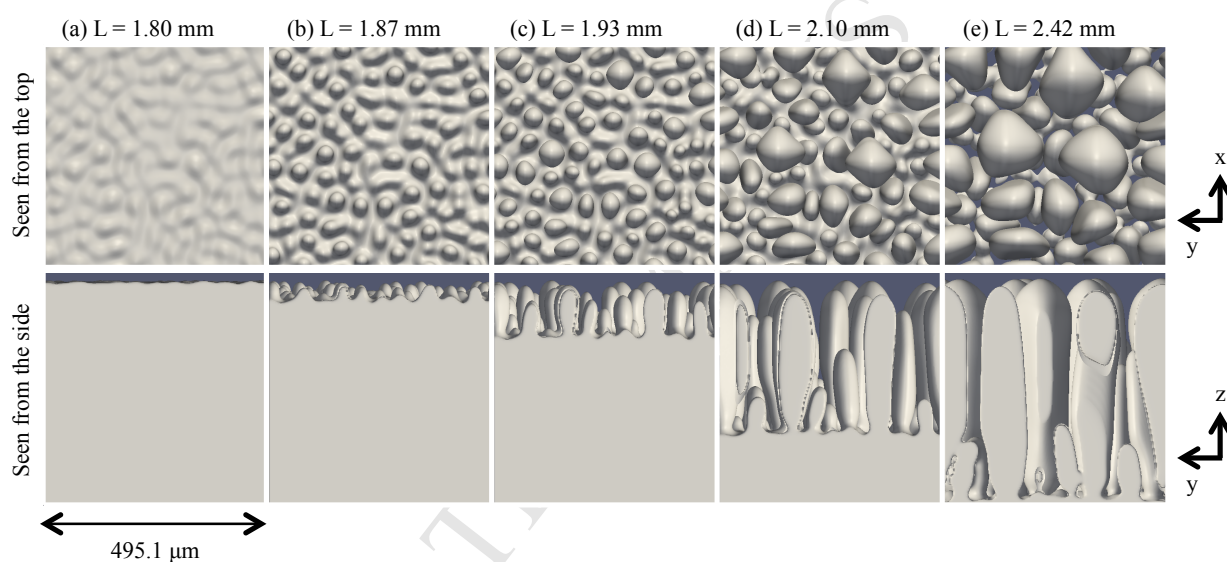 (a) L = 1.80 mm
(b) L = 1.87 mm
(c) L = 1.93 mm
(d) L = 2.10 mm
(e) L = 2.42 mm
Seen from the top
x
y
Seen from the side
z
y
495.1 μm